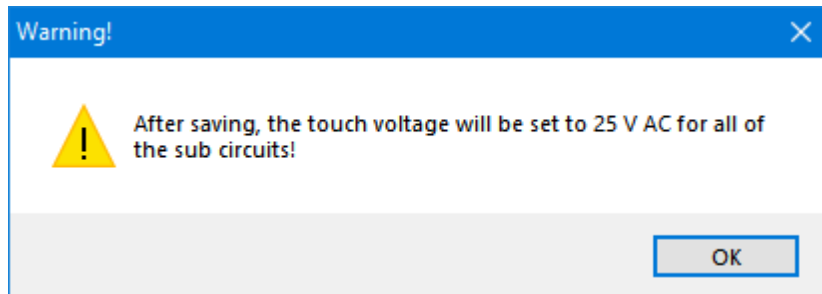 Warning!
After saving, the touch voltage will be set to 25 V AC for all of
the sub circuits!
OK